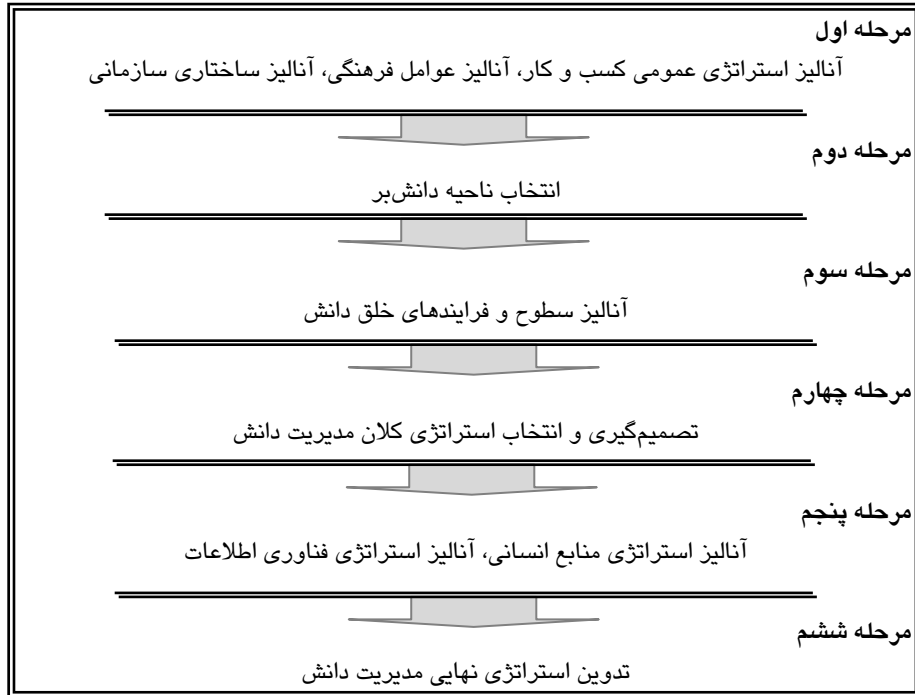 مرحله اول
آنالیز استراتژی عمومی کسب و کار، آنالیز عوامل فرهنگی، آنالیز ساختاری سازمانی
مرحله دوم
انتخاب ناحیه دانش‌بر
مرحله سوم
آنالیز سطوح و فرایندهای خلق دانش
مرحله چهارم
تصمیم‌گیری و انتخاب استراتژی کلان مدیریت دانش
مرحله پنجم
آنالیز استراتژی منابع انسانی، آنالیز استراتژی فناوری اطلاعات
مرحله ششم
تدوین استراتژی نهایی مدیریت دانش